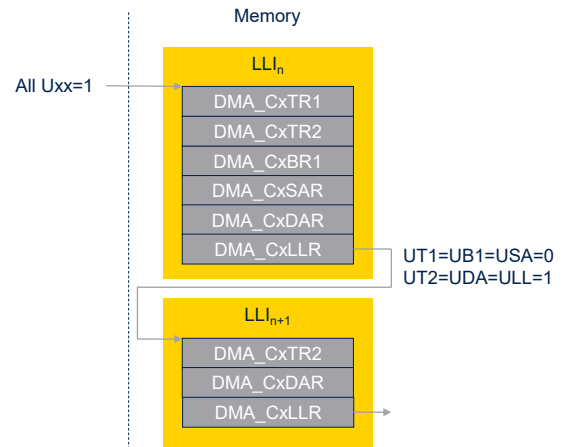 Memory
LLIn
All Uxx=1
DMA_CxTR1
DMA_CxTR2
DMA_CxBR1
DMA_CxSAR
DMA_CxDAR
DMA_CxLLR
UT1=UB1=USA=0
UT2=UDA=ULL=1
LLIn+1
DMA_CxTR2
DMA_CxDAR
DMA_CxLLR